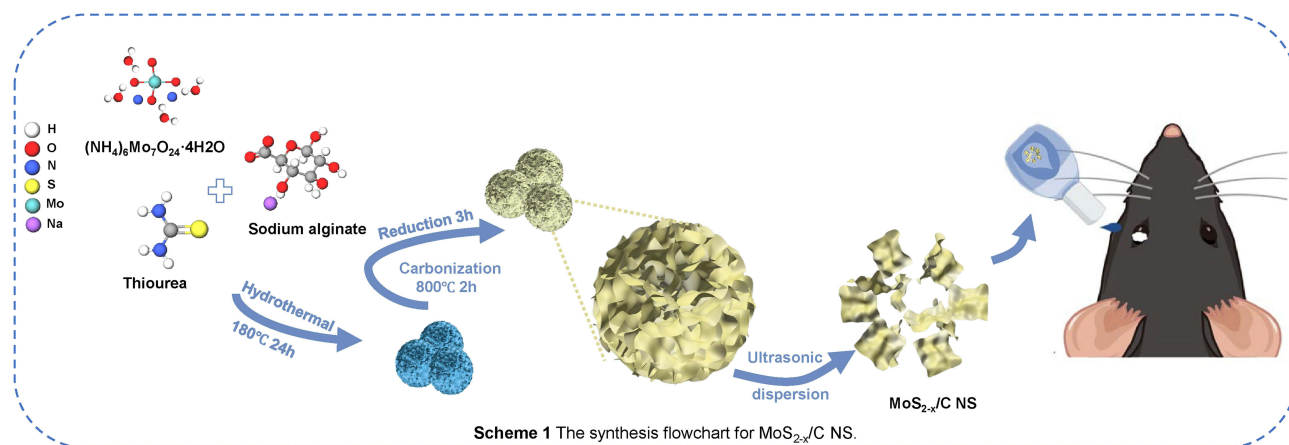 H
O
N
S
Mo
Na
(NH₄)₆Mo₇O₂₄·4H2O
Thiourea
Sodium alginate
Hydrothermal
180℃ 24h
Reduction 3h
Carbonization
800℃ 2h
Ultrasonic
dispersion
MoS₂₋ₓ/C NS
Scheme 1 The synthesis flowchart for MoS₂₋ₓ/C NS.